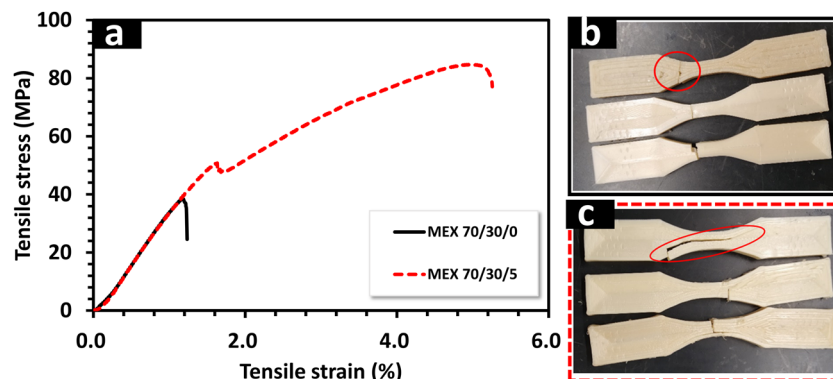 a
Tensile stress (MPa)
100
80
60
40
20
0
0.0
2.0
4.0
6.0
Tensile strain (%)
MEX 70/30/0
MEX 70/30/5
b
c